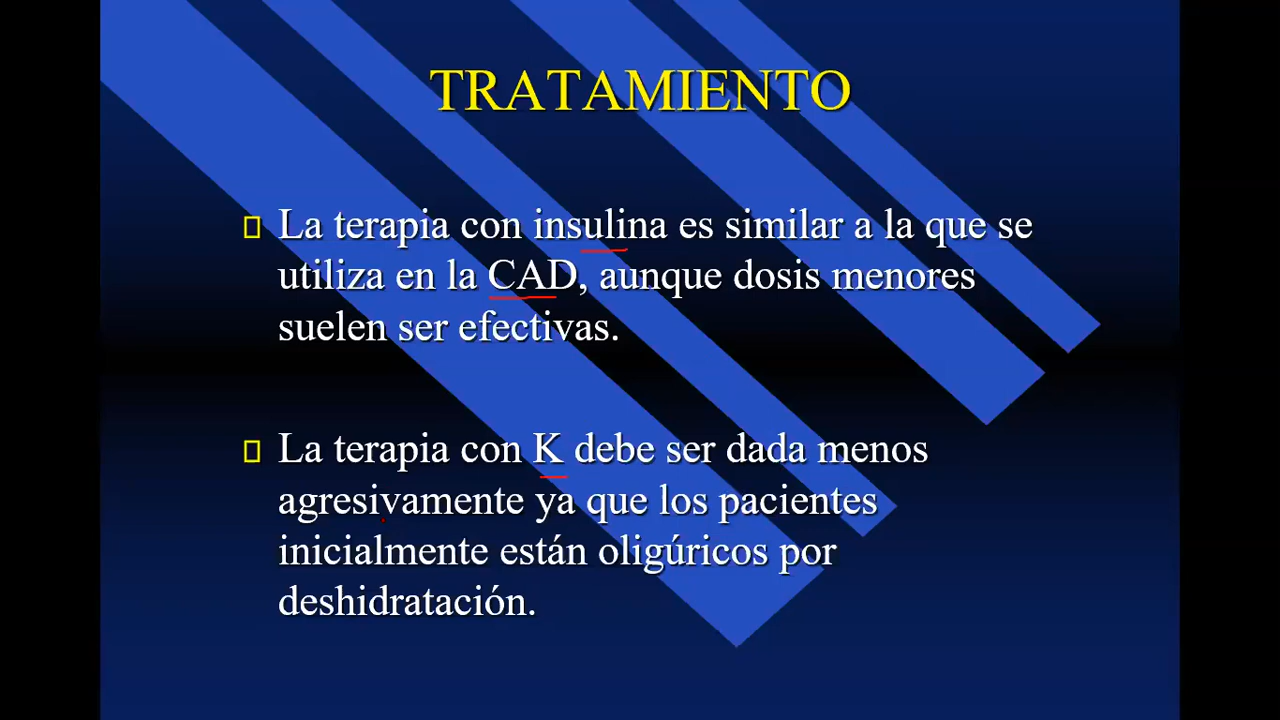 TRATAMIENTO
La terapia con insulina es similar a la que se
utiliza en la CAD, aunque dosis menores
suelen ser efectivas.
La terapia con K debe ser dada menos
agresivamente ya que los pacientes
inicialmente están oligúricos por
deshidratación.